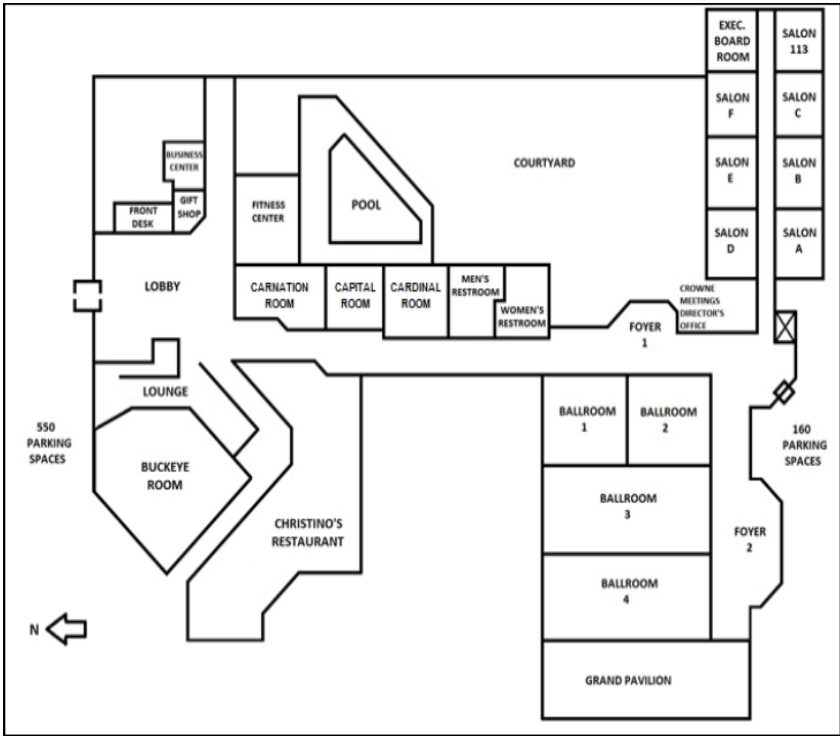 EXEC.
BOARD
ROOM
SALON
113
SALON
F
SALON
C
BUSINESS
CENTER
COURTYARD
SALON
E
SALON
B
GIFT
SHOP
FRONT
DESK
FITNESS
CENTER
POOL
SALON
D
SALON
A
LOBBY
CARNATION
ROOM
CAPITAL
ROOM
CARDINAL
ROOM
MEN'S
RESTROOM
WOMEN'S
RESTROOM
CROWNE
MEETINGS
DIRECTOR'S
OFFICE
FOYER
1
LOUNGE
550
PARKING
SPACES
BALLROOM
1
BALLROOM
2
160
PARKING
SPACES
BUCKEYE
ROOM
BALLROOM
3
CHRISTINO'S
RESTAURANT
FOYER
2
BALLROOM
4
N
GRAND PAVILION